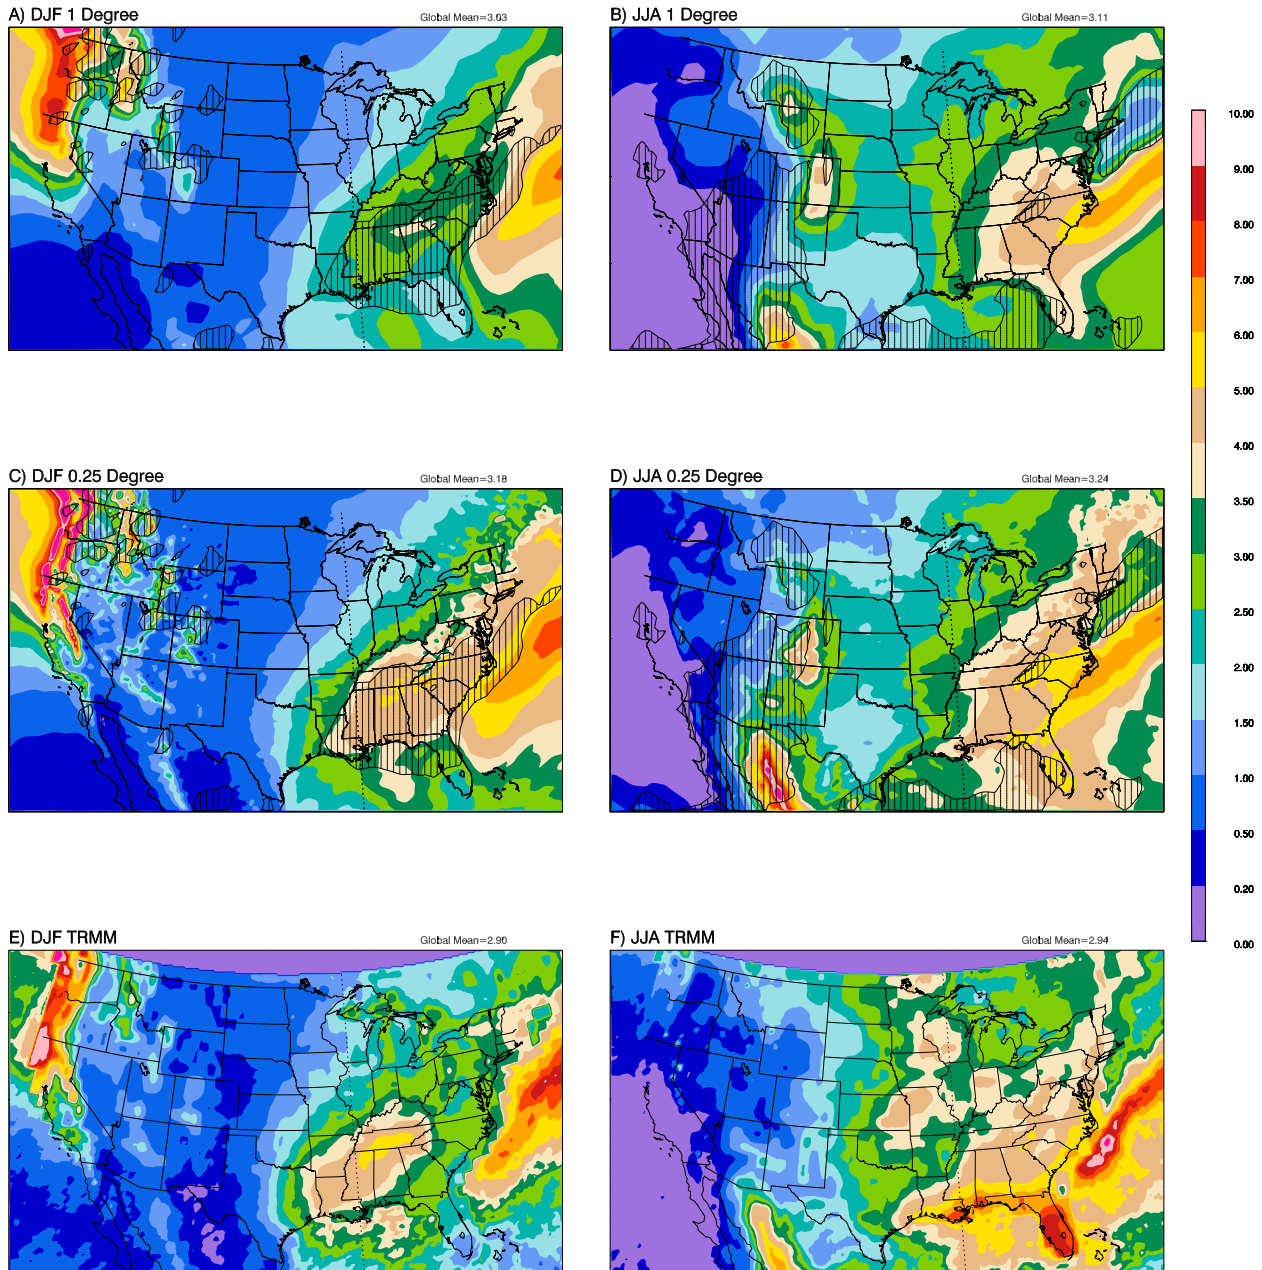 A) DJF 1 Degree
Global Mean=3.03
B) JJA 1 Degree
Global Mean=3.11
10.00
9.00
8.00
7.00
6.00
5.00
4.00
3.50
3.00
2.50
2.00
1.50
1.00
0.50
0.20
0.00
C) DJF 0.25 Degree
Global Mean=3.18
D) JJA 0.25 Degree
Global Mean=3.24
E) DJF TRMM
Global Mean=2.90
F) JJA TRMM
Global Mean=2.94